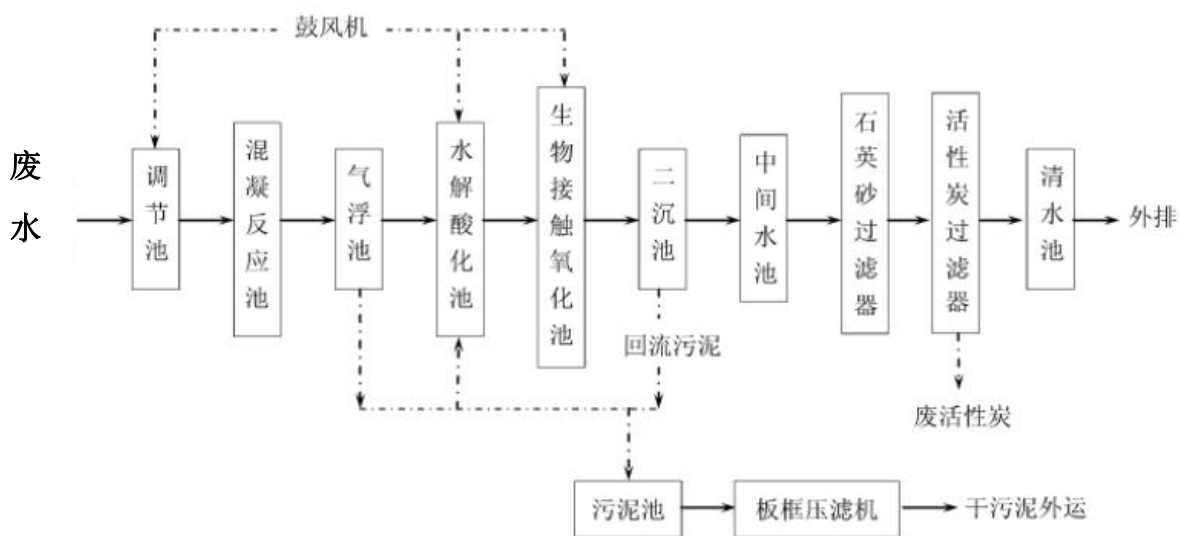 鼓风机
废水
调节池
混凝反应池
气浮池
水解酸化池
生物接触氧化池
二沉池
中间水池
石英砂过滤器
活性炭过滤器
清水池
外排
回流污泥
废活性炭
污泥池
板框压滤机
干污泥外运